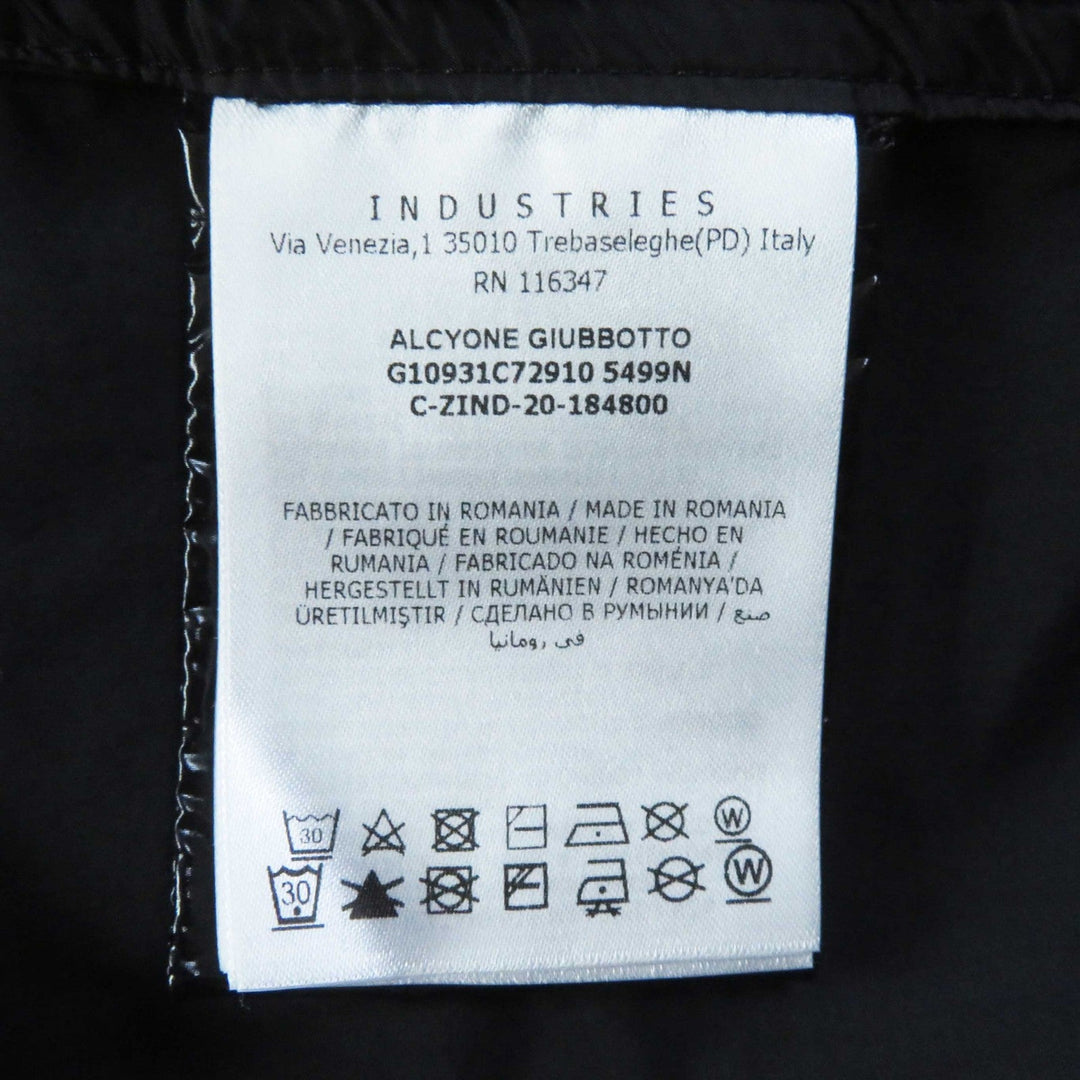 INDUSTRIES
Via Venezia,1 35010 Trebaseleghe(PD) Italy
RN 116347
ALCYONE GIUBBOTTO
G10931C72910 5499N
C-ZIND-20-184800
FABBRICATO IN ROMANIA / MADE IN ROMANIA
/ FABRIQUÉ EN ROUMANIE / HECHO EN
RUMANIA / FABRICADO NA ROMÉNIA /
HERGESTELLT IN RUMÄNIEN / ROMANYA'DA
ÜRETILMIŞTIR / СДЕЛАНО В РУМЫНИИ / صنع
في رومانيا
30 W
30 W